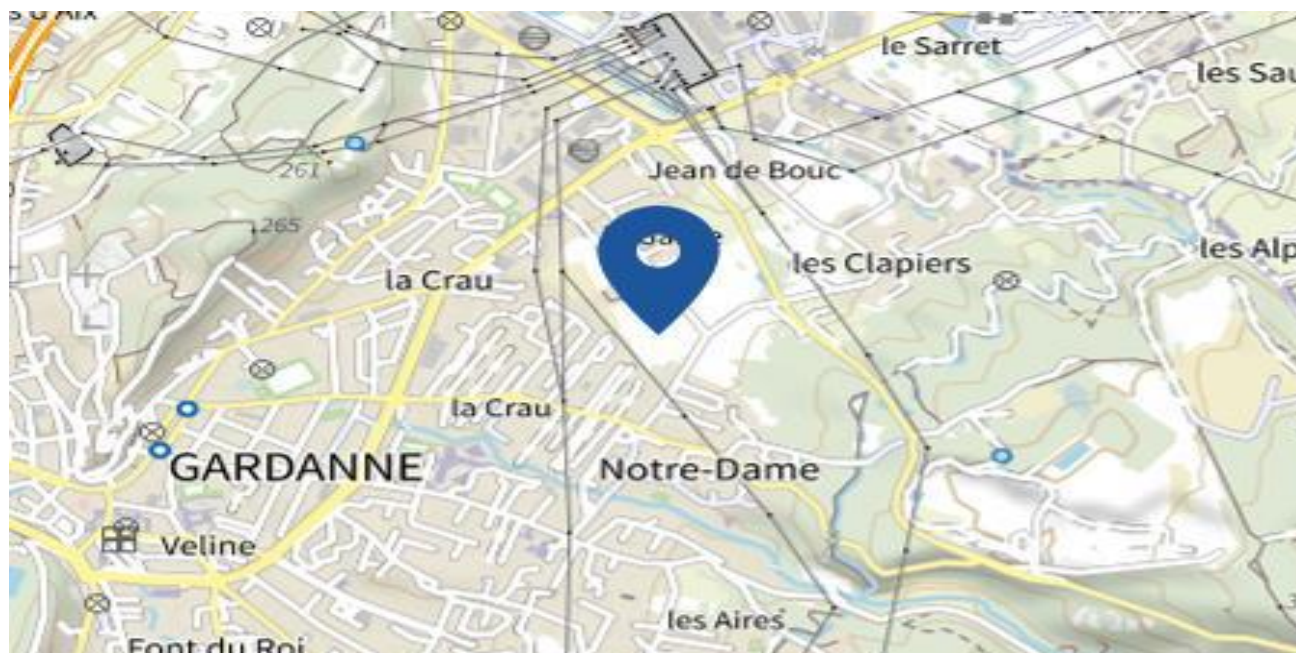 s d'Aix
le Sarret
les Sau
Jean de Bouc
261
265
la Crau
les Clapiers
les Alp
la Crau
GARDANNE
Notre-Dame
Veline
les Aires
Font du Roi